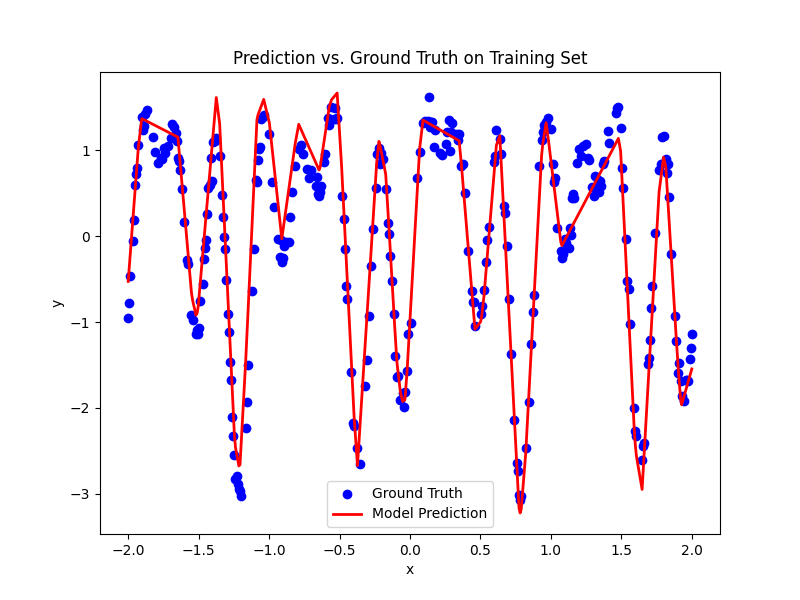 Prediction vs. Ground Truth on Training Set
y
1
0
−1
−2
−3
Ground Truth
Model Prediction
−2.0 −1.5 −1.0 −0.5 0.0 0.5 1.0 1.5 2.0
x